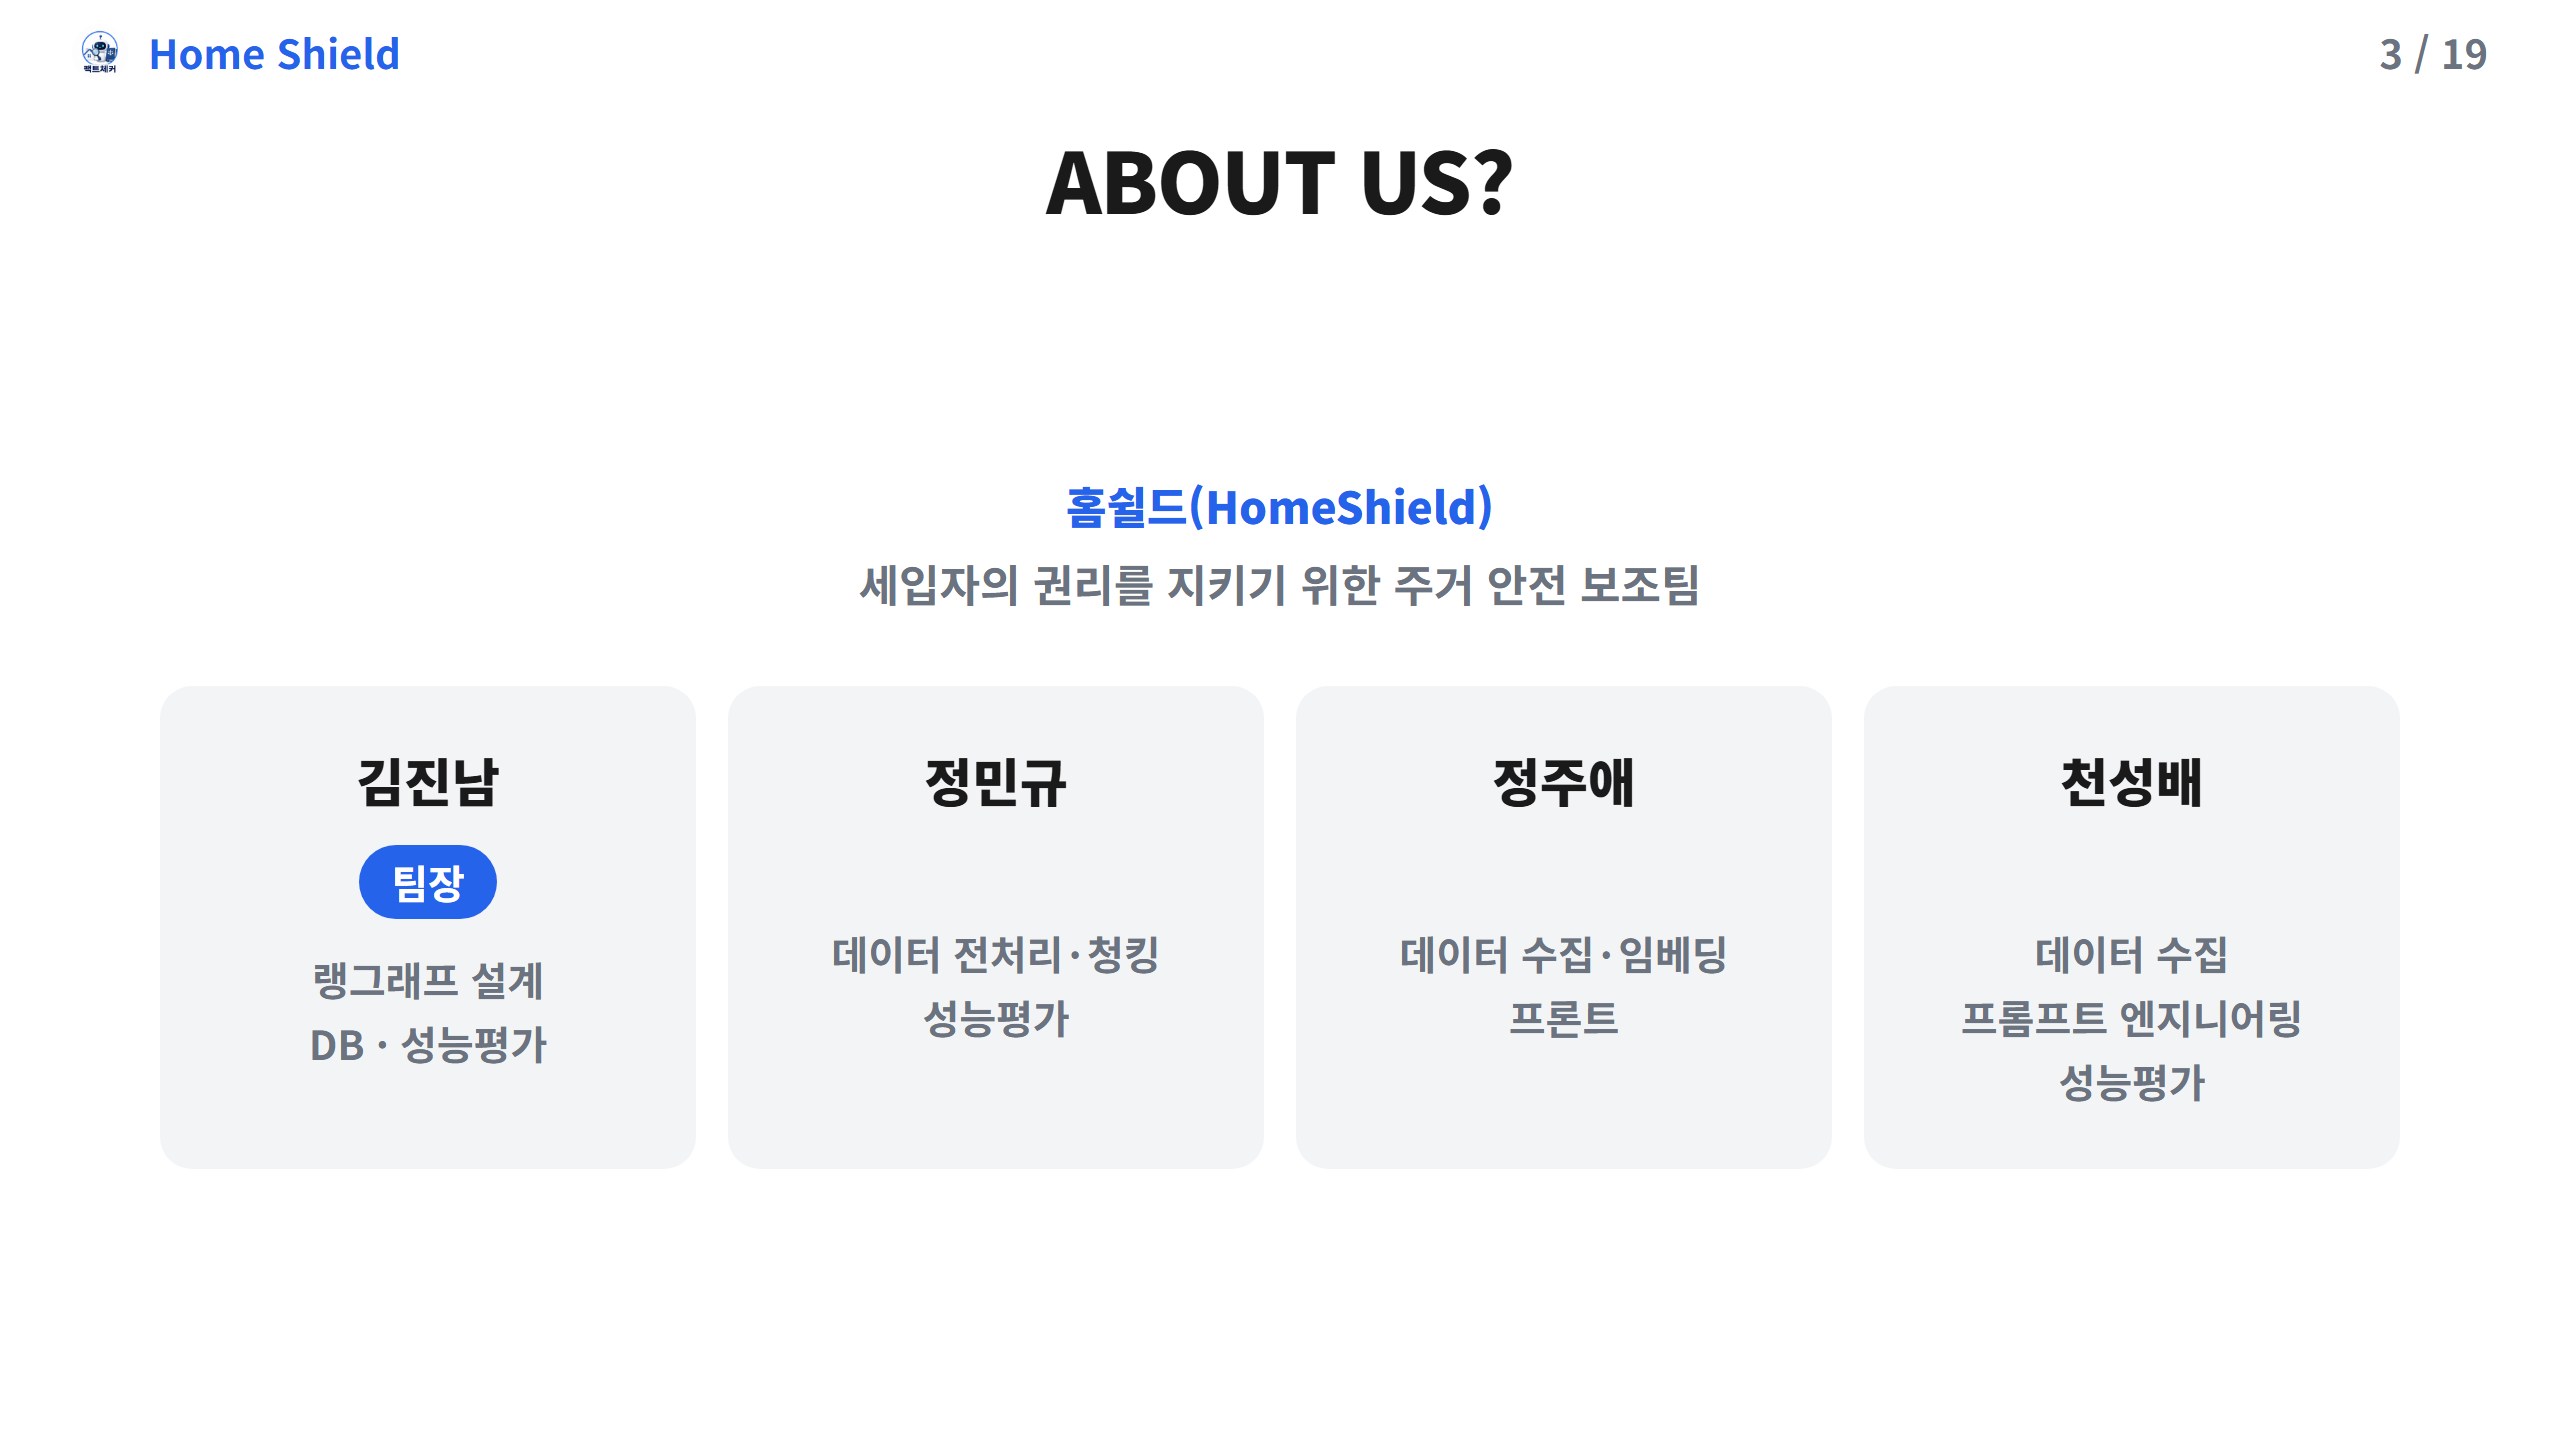 팩트체커
Home Shield
3 / 19
ABOUT US?
홈쉴드(HomeShield)
세입자의 권리를 지키기 위한 주거 안전 보조팀
김진남
팀장
랭그래프 설계
DB · 성능평가
정민규
데이터 전처리·청킹
성능평가
정주애
데이터 수집·임베딩
프론트
천성배
데이터 수집
프롬프트 엔지니어링
성능평가